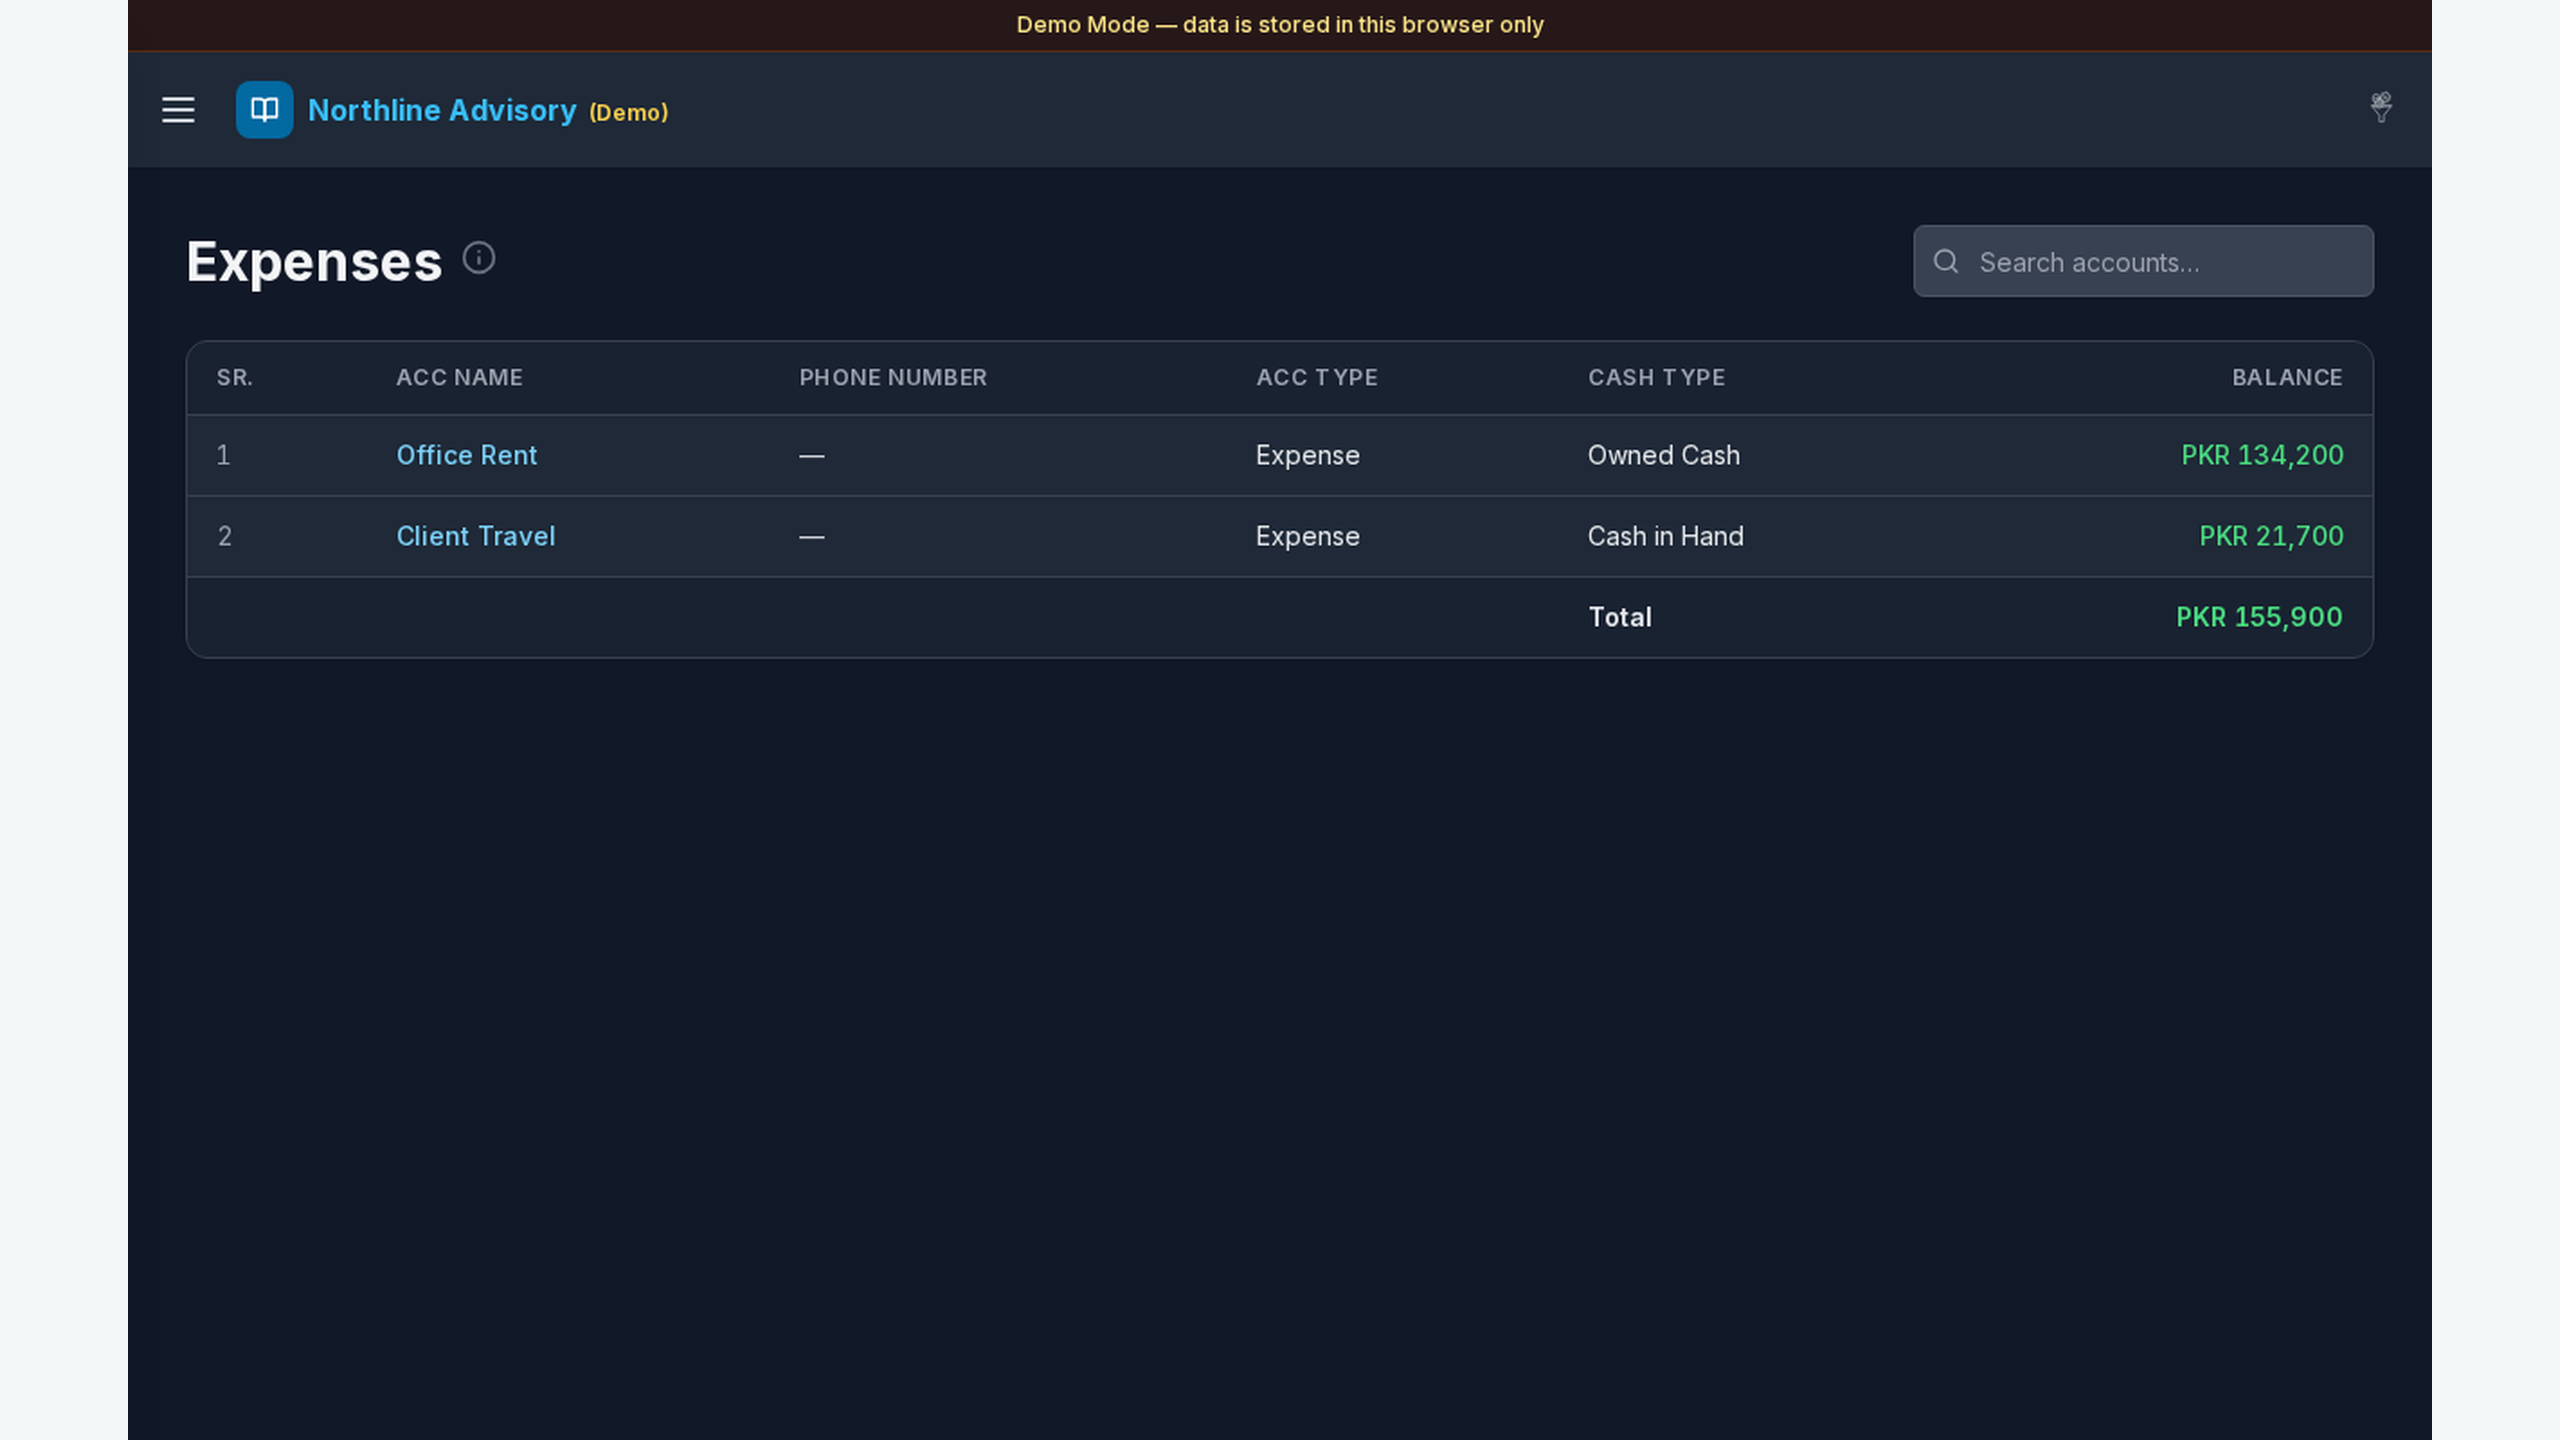 Demo Mode — data is stored in this browser only
Northline Advisory (Demo)
Expenses
Search accounts...
SR. ACC NAME PHONE NUMBER ACC TYPE CASH TYPE BALANCE
1 Office Rent — Expense Owned Cash PKR 134,200
2 Client Travel — Expense Cash in Hand PKR 21,700
Total PKR 155,900